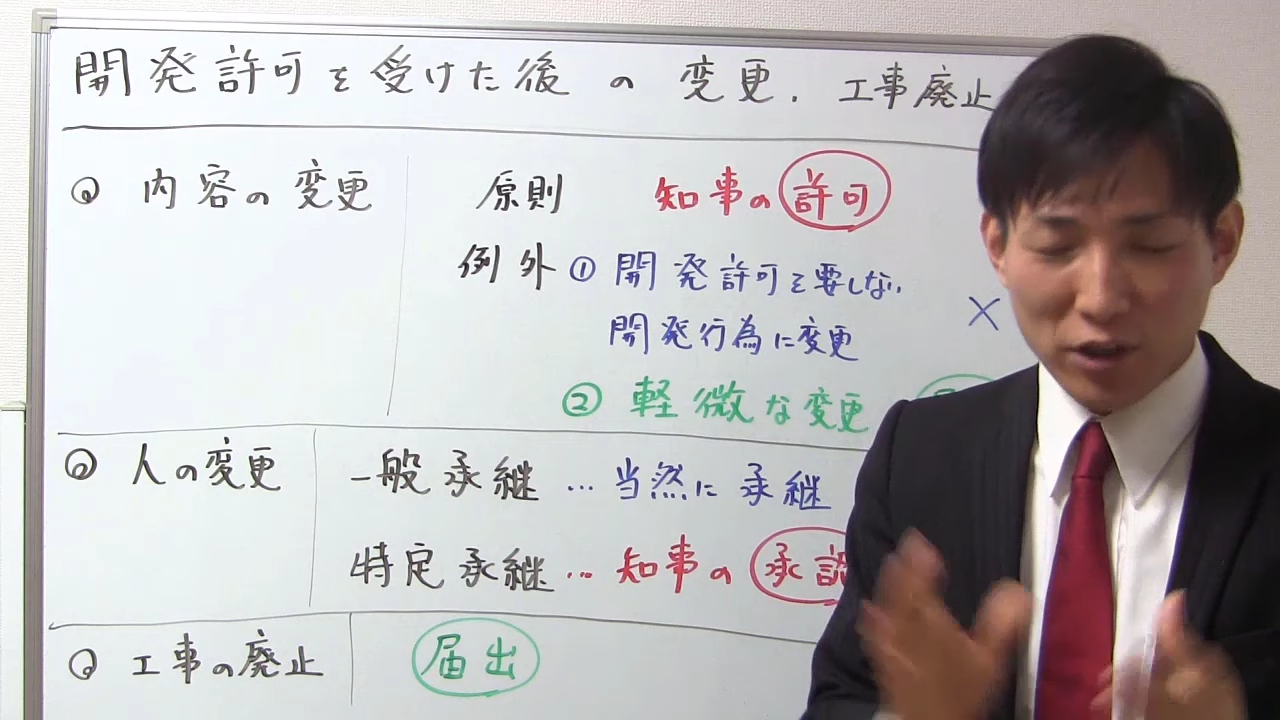 開発許可を受けた後の変更、工事廃止
内容の変更 原則 知事の許可
例外 ① 開発許可を要しない ×
開発行為に変更
② 軽微な変更
人の変更 一般承継 … 当然に承継
特定承継 … 知事の承認
工事の廃止 届出